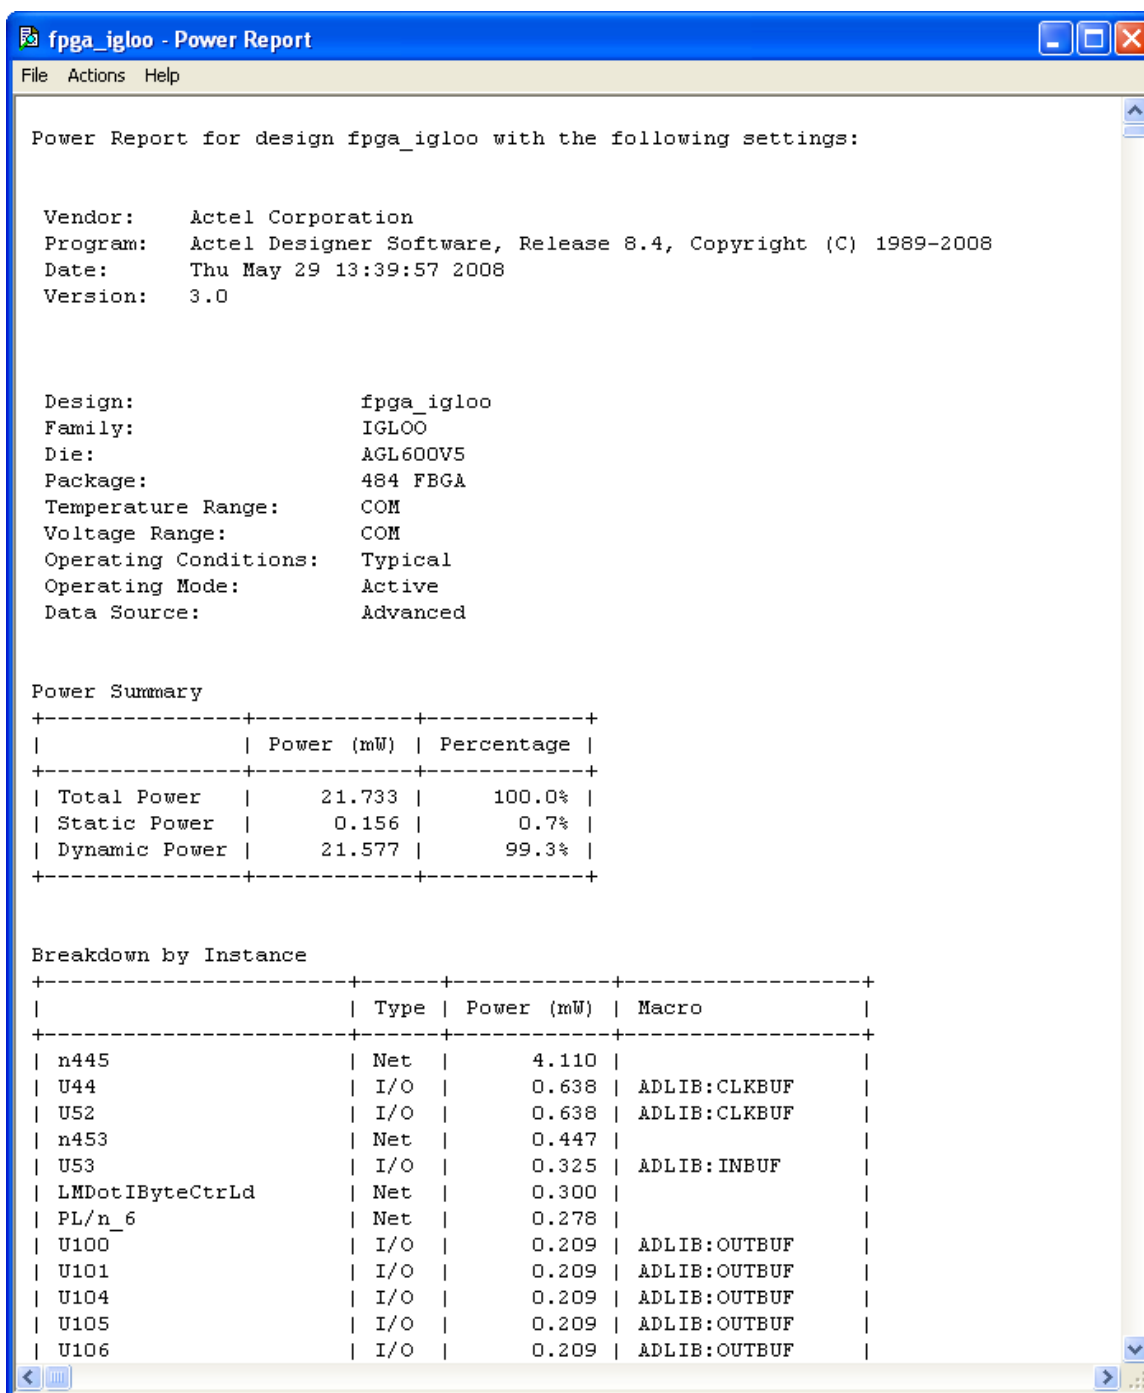 fpga_igloo - Power Report
File Actions Help
Power Report for design fpga_igloo with the following settings:
Vendor: Actel Corporation
Program: Actel Designer Software, Release 8.4, Copyright (C) 1989-2008
Date: Thu May 29 13:39:57 2008
Version: 3.0
Design: fpga_igloo
Family: IGLOO
Die: AGL600V5
Package: 484 FBGA
Temperature Range: COM
Voltage Range: COM
Operating Conditions: Typical
Operating Mode: Active
Data Source: Advanced
Power Summary
+---------------+------------+------------+
|               | Power (mW) | Percentage |
+---------------+------------+------------+
| Total Power   |     21.733 |     100.0% |
| Static Power  |      0.156 |       0.7% |
| Dynamic Power |     21.577 |      99.3% |
+---------------+------------+------------+
Breakdown by Instance
+-----------------------+------+------------+------------------+
|                       | Type | Power (mW) | Macro            |
+-----------------------+------+------------+------------------+
| n445                  | Net  |      4.110 |                  |
| U44                   | I/O  |      0.638 | ADLIB:CLKBUF     |
| U52                   | I/O  |      0.638 | ADLIB:CLKBUF     |
| n453                  | Net  |      0.447 |                  |
| U53                   | I/O  |      0.325 | ADLIB:INBUF      |
| LMDotIByteCtrLd       | Net  |      0.300 |                  |
| PL/n_6                | Net  |      0.278 |                  |
| U100                  | I/O  |      0.209 | ADLIB:OUTBUF     |
| U101                  | I/O  |      0.209 | ADLIB:OUTBUF     |
| U104                  | I/O  |      0.209 | ADLIB:OUTBUF     |
| U105                  | I/O  |      0.209 | ADLIB:OUTBUF     |
| U106                  | I/O  |      0.209 | ADLIB:OUTBUF     |